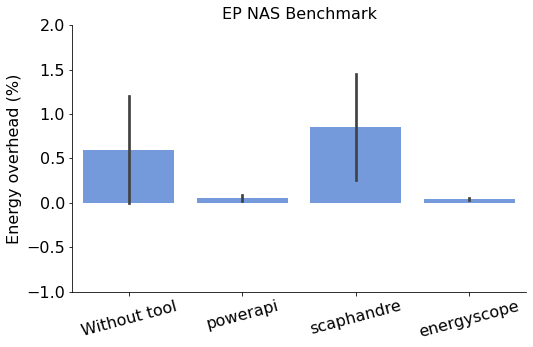 EP NAS Benchmark
Energy overhead (%)
2.0
1.5
1.0
0.5
0.0
−0.5
−1.0
Without tool
powerapi
scaphandre
energyscope